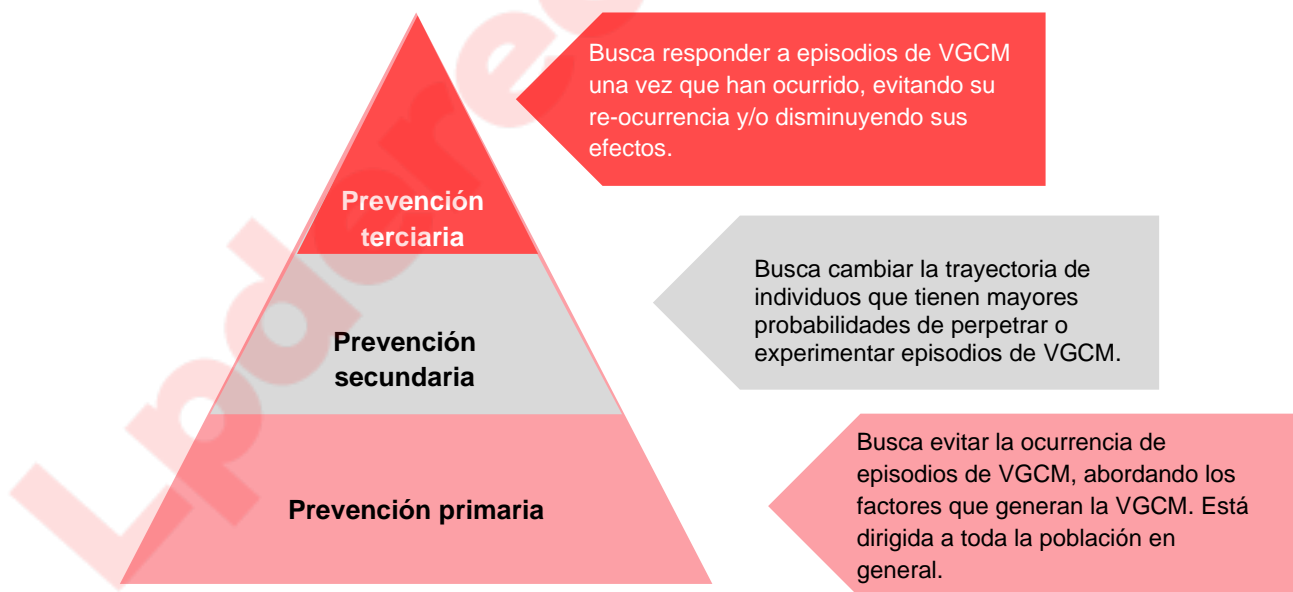 Busca responder a episodios de VGCM
una vez que han ocurrido, evitando su
re-ocurrencia y/o disminuyendo sus
efectos.
Prevención
terciaria
Busca cambiar la trayectoria de
individuos que tienen mayores
probabilidades de perpetrar o
experimentar episodios de VGCM.
Prevención
secundaria
Busca evitar la ocurrencia de
episodios de VGCM, abordando los
factores que generan la VGCM. Está
dirigida a toda la población en
general.
Prevención primaria